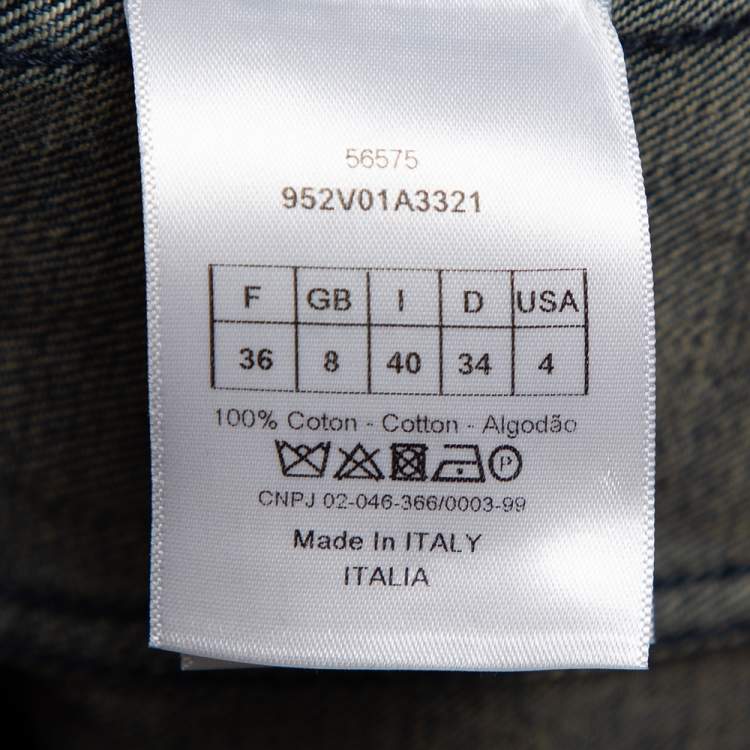 56575
952V01A3321
F GB I D USA
36 8 40 34 4
100% Coton - Cotton - Algodão
P
CNPJ 02-046-366/0003-99
Made In ITALY
ITALIA